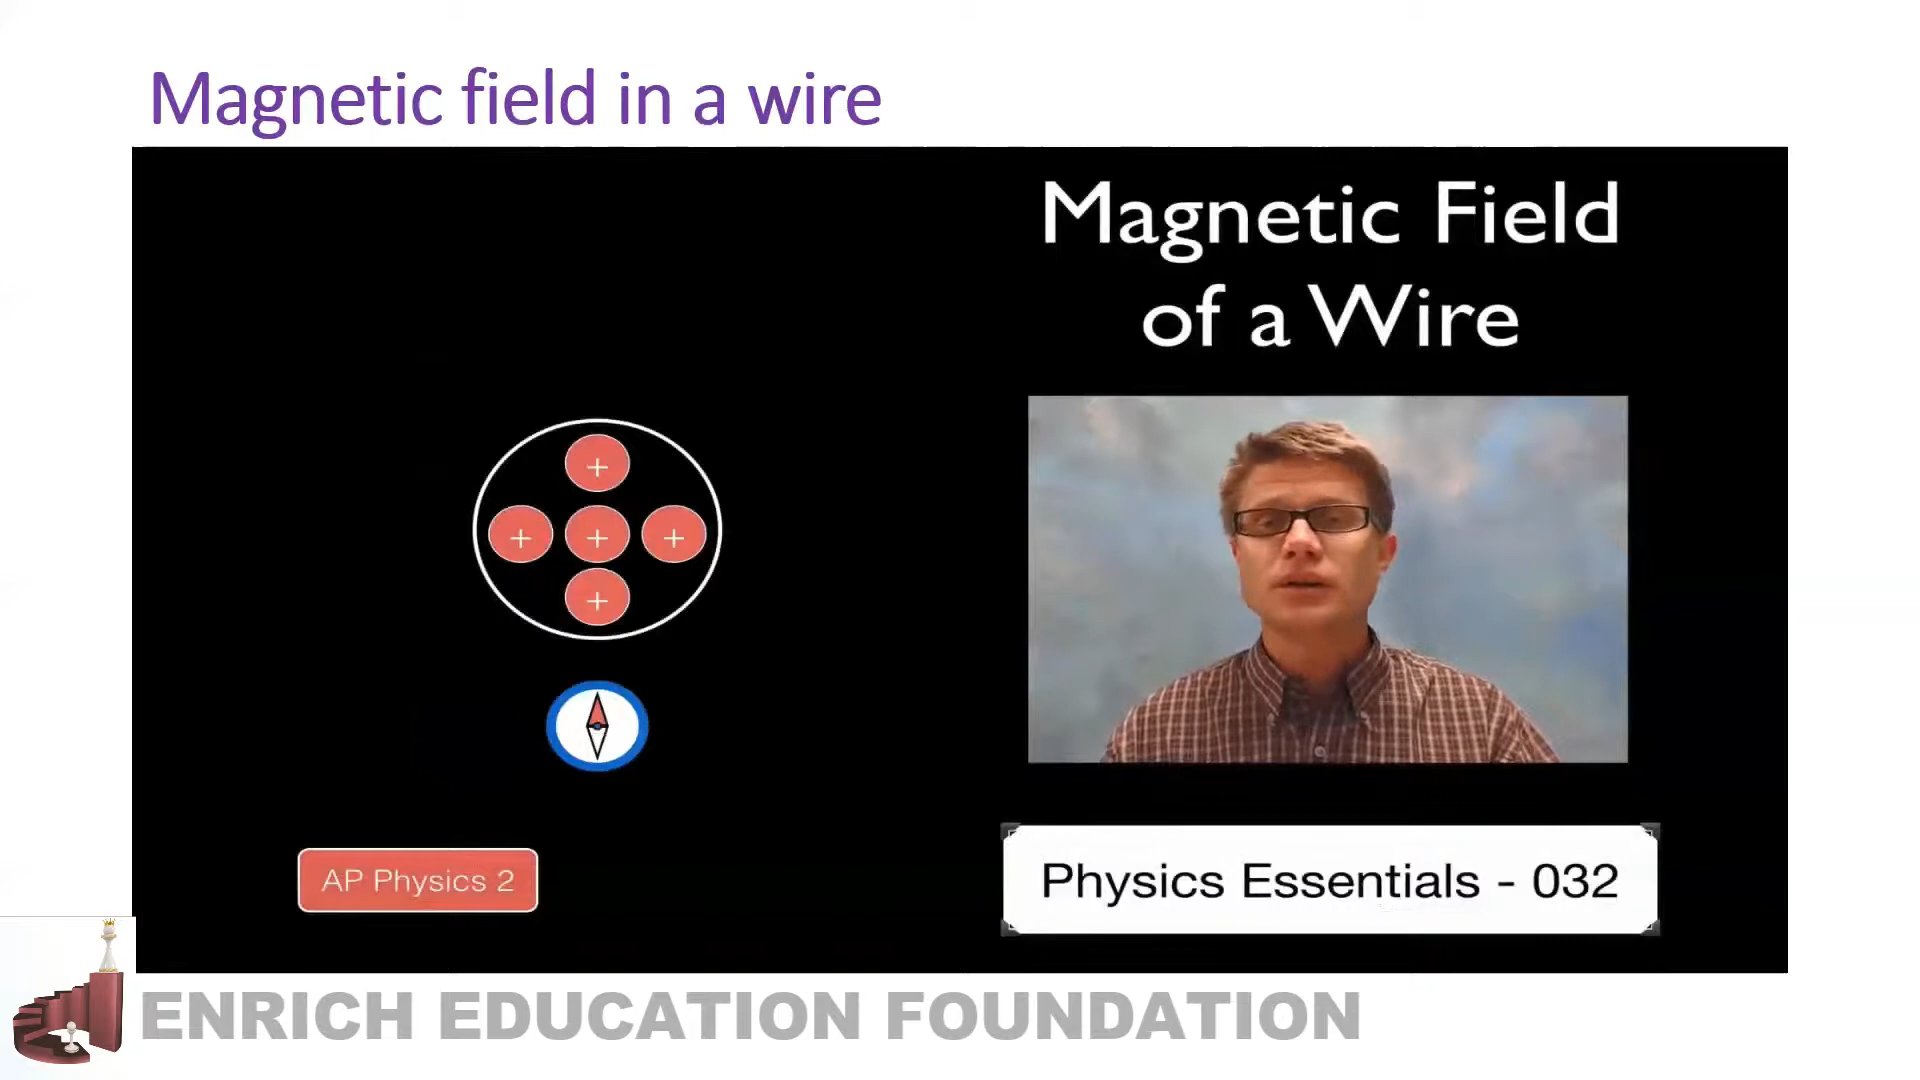 Magnetic field in a wire
Magnetic Field
of a Wire
+
+ + +
+
AP Physics 2
Physics Essentials - 032
ENRICH EDUCATION FOUNDATION